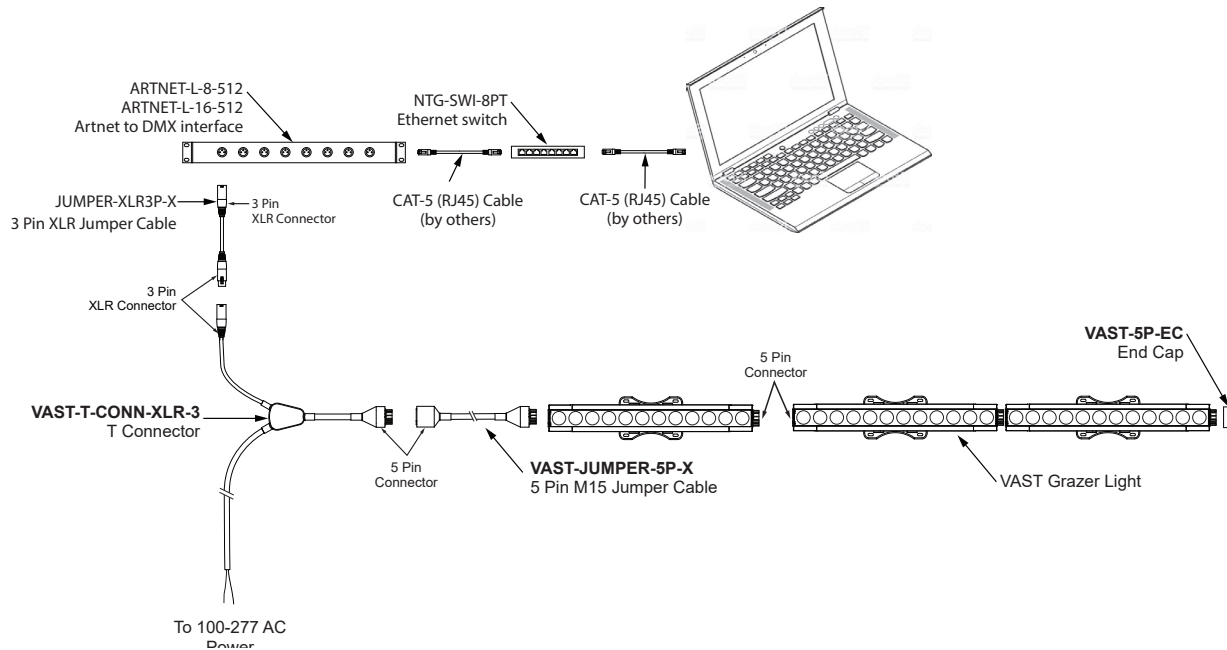 ARTNET-L-8-512
ARTNET-L-16-512
Artnet to DMX interface
NTG-SWI-8PT
Ethernet switch
CAT-5 (RJ45) Cable
(by others)
CAT-5 (RJ45) Cable
(by others)
JUMPER-XLR3P-X
3 Pin XLR Jumper Cable
3 Pin
XLR Connector
3 Pin
XLR Connector
VAST-T-CONN-XLR-3
T Connector
5 Pin
Connector
VAST-JUMPER-5P-X
5 Pin M15 Jumper Cable
5 Pin
Connector
VAST-5P-EC
End Cap
VAST Grazer Light
To 100-277 AC
Power